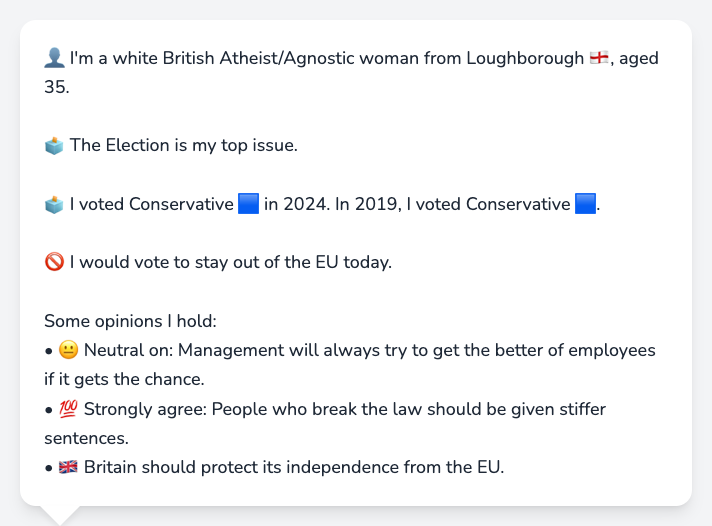 👤 I'm a white British Atheist/Agnostic woman from Loughborough 🏴󠁧󠁢󠁥󠁮󠁧󠁿, aged
35.
🗳️ The Election is my top issue.
🗳️ I voted Conservative 🟦 in 2024. In 2019, I voted Conservative 🟦.
🚫 I would vote to stay out of the EU today.
Some opinions I hold:
• 😐 Neutral on: Management will always try to get the better of employees
if it gets the chance.
• 💯 Strongly agree: People who break the law should be given stiffer
sentences.
• 🇬🇧 Britain should protect its independence from the EU.